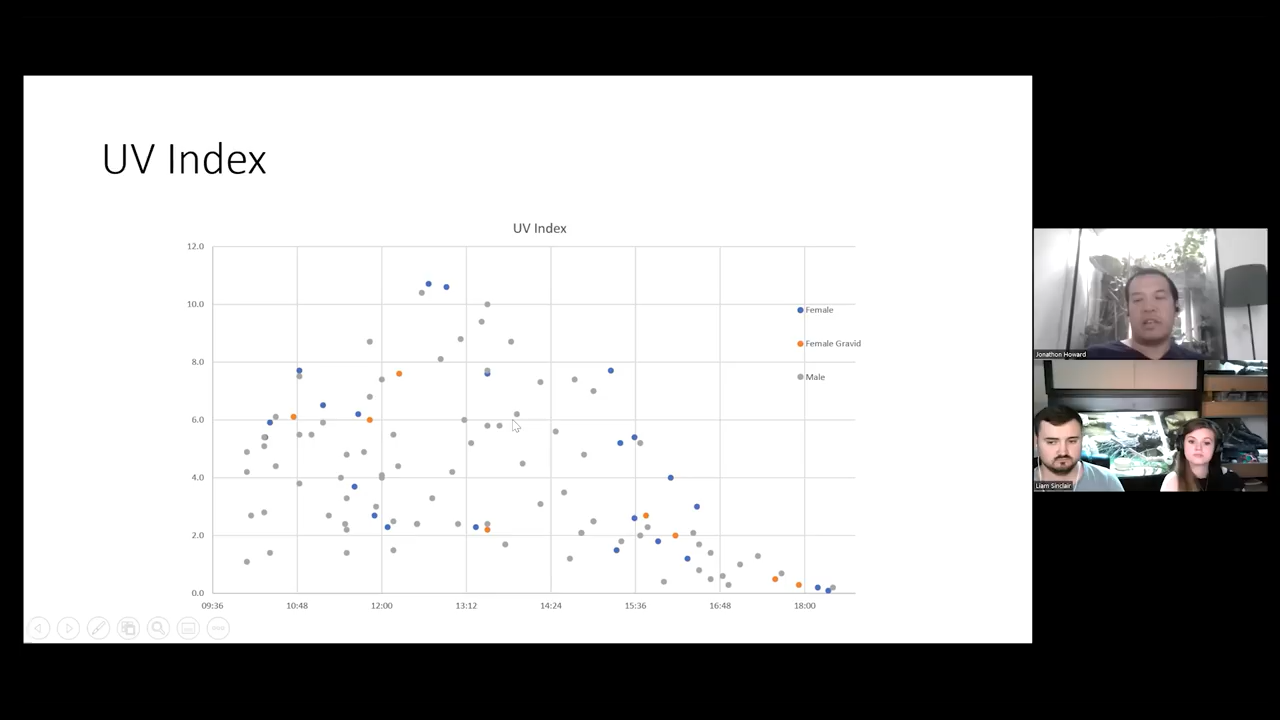 UV Index
UV Index
12.0
10.0
8.0
6.0
4.0
2.0
0.0
09:36 10:48 12:00 13:12 14:24 15:36 16:48 18:00
Female
Female Gravid
Male
Jonathon Howard
Liam Sinclair